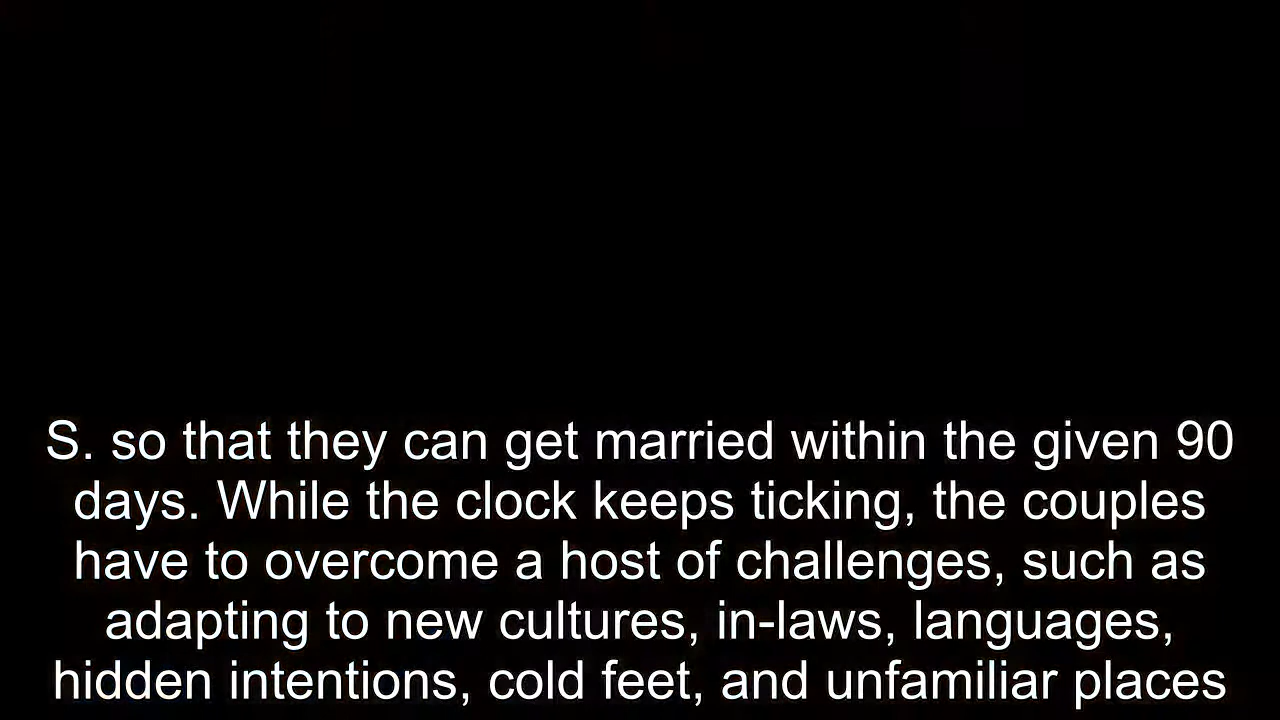 S. so that they can get married within the given 90
days. While the clock keeps ticking, the couples
have to overcome a host of challenges, such as
adapting to new cultures, in-laws, languages,
hidden intentions, cold feet, and unfamiliar places